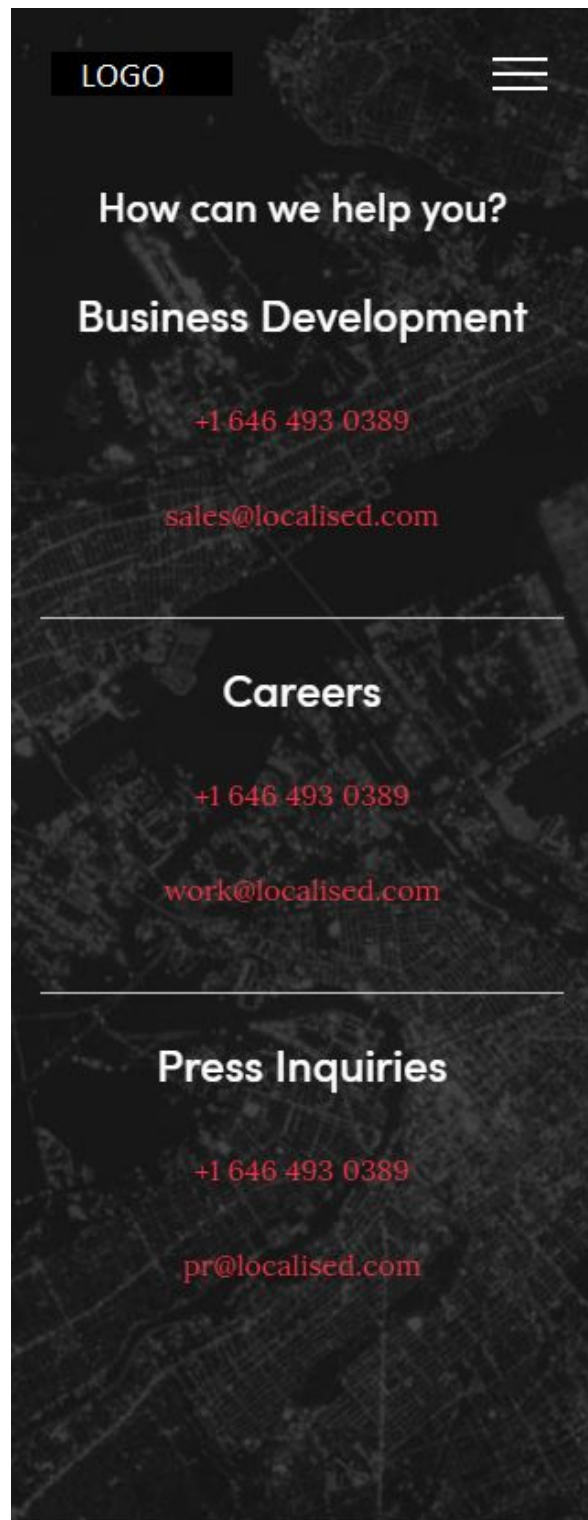 LOGO
How can we help you?
Business Development
+1 646 493 0389
sales@localised.com
Careers
+1 646 493 0389
work@localised.com
Press Inquiries
+1 646 493 0389
pr@localised.com